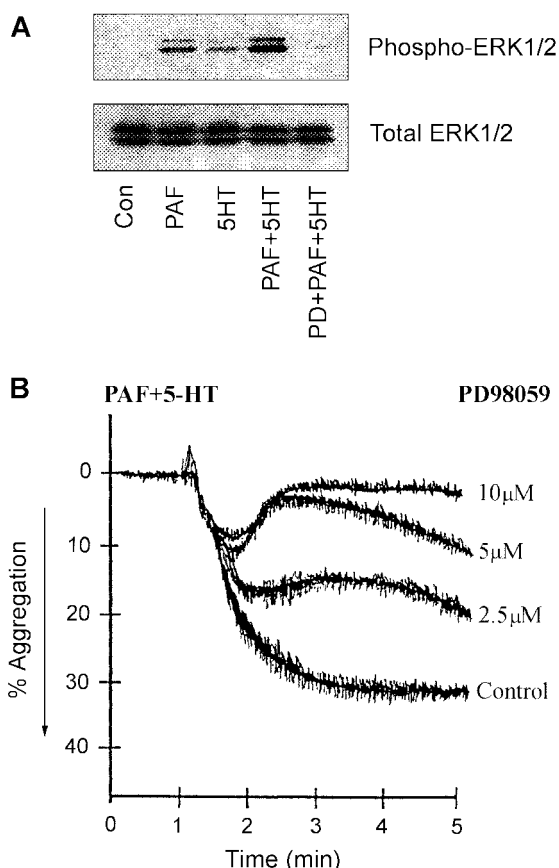 A
Phospho-ERK1/2
Total ERK1/2
Con
PAF
5HT
PAF+5HT
PD+PAF+5HT
B
PAF+5-HT
PD98059
% Aggregation
0
10
20
30
40
10μM
5μM
2.5μM
Control
0
1
2
3
4
5
Time (min)